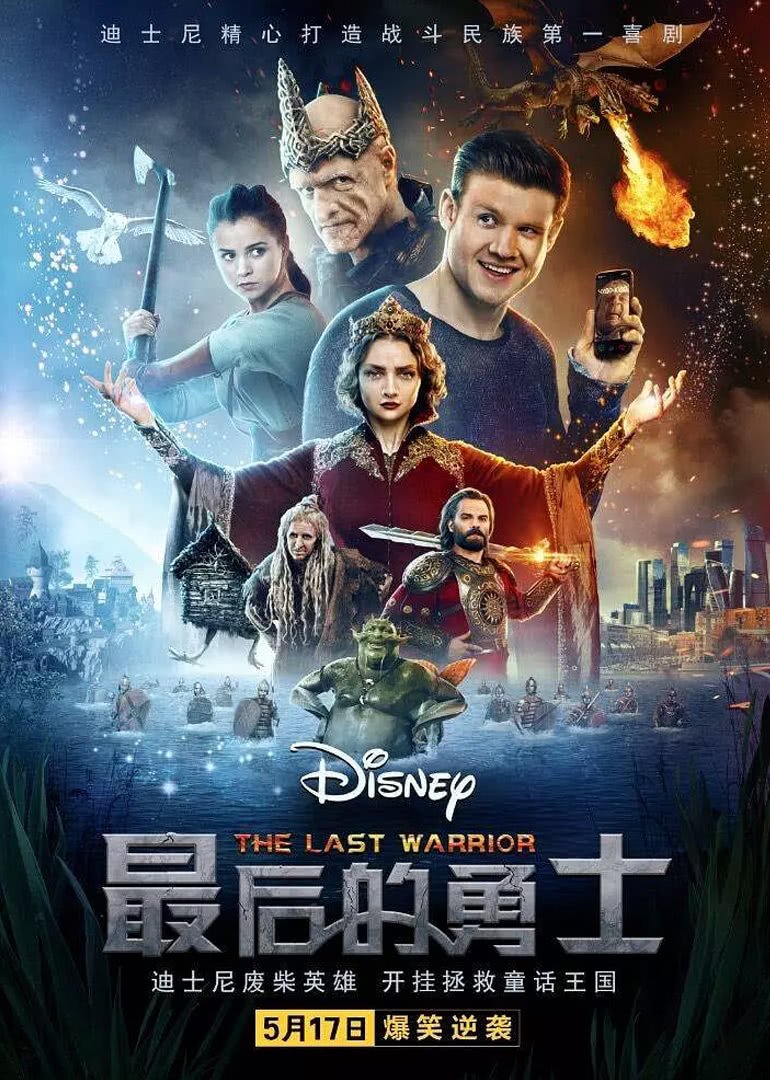 迪士尼精心打造战斗民族第一喜剧
Disney
THE LAST WARRIOR
最后的勇士
迪士尼废柴英雄 开挂拯救童话王国
5月17日 爆笑逆袭